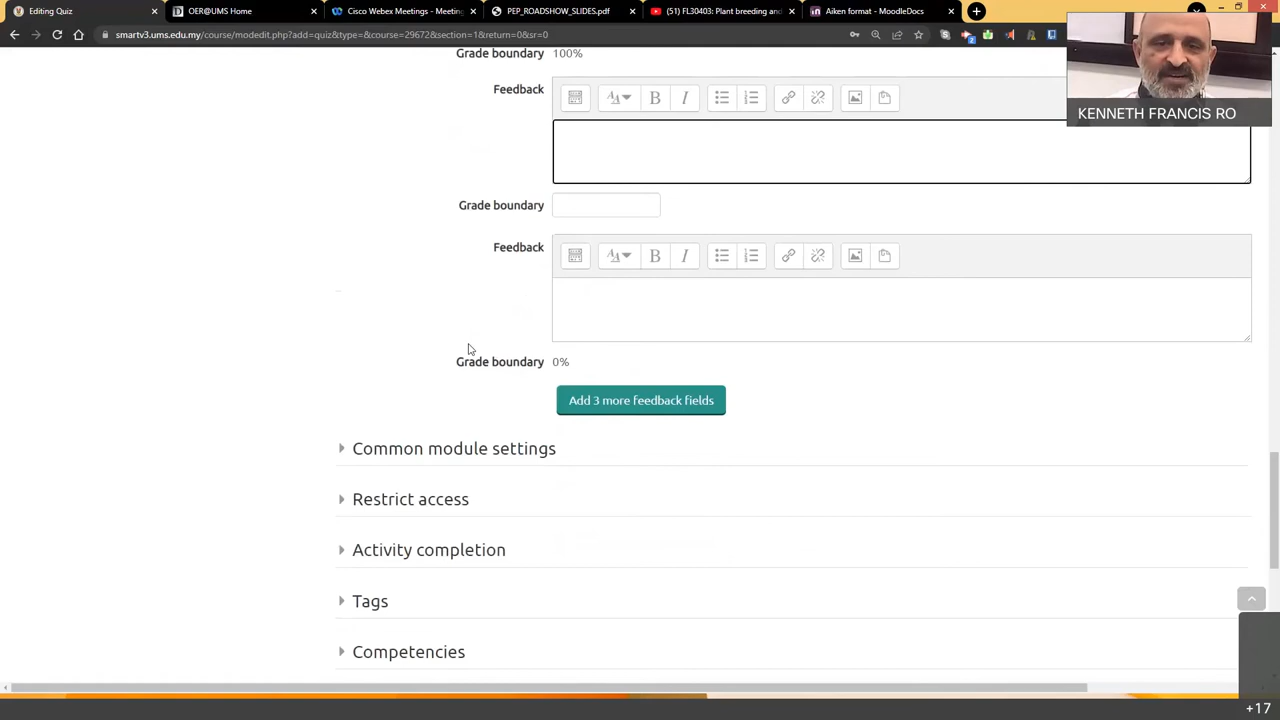 Editing Quiz
OER@UMS Home
Cisco Webex Meetings - Meeting
PEP_ROADSHOW_SLIDES.pdf
(51) FL30403: Plant breeding and
Aiken format - MoodleDocs
smartv3.ums.edu.my/course/modedit.php?add=quiz&type=&course=29672&section=1&return=0&sr=0
Grade boundary 100%
Feedback
Grade boundary
Feedback
Grade boundary 0%
Add 3 more feedback fields
Common module settings
Restrict access
Activity completion
Tags
Competencies
KENNETH FRANCIS RO
+17